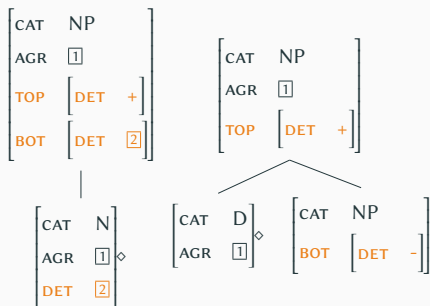 CAT NP
AGR 1
TOP [DET +]
BOT [DET 2]
CAT NP
AGR 1
TOP [DET +]
CAT N
AGR 1 ◇
DET 2
CAT D
AGR 1 ◇
CAT NP
BOT [DET -]